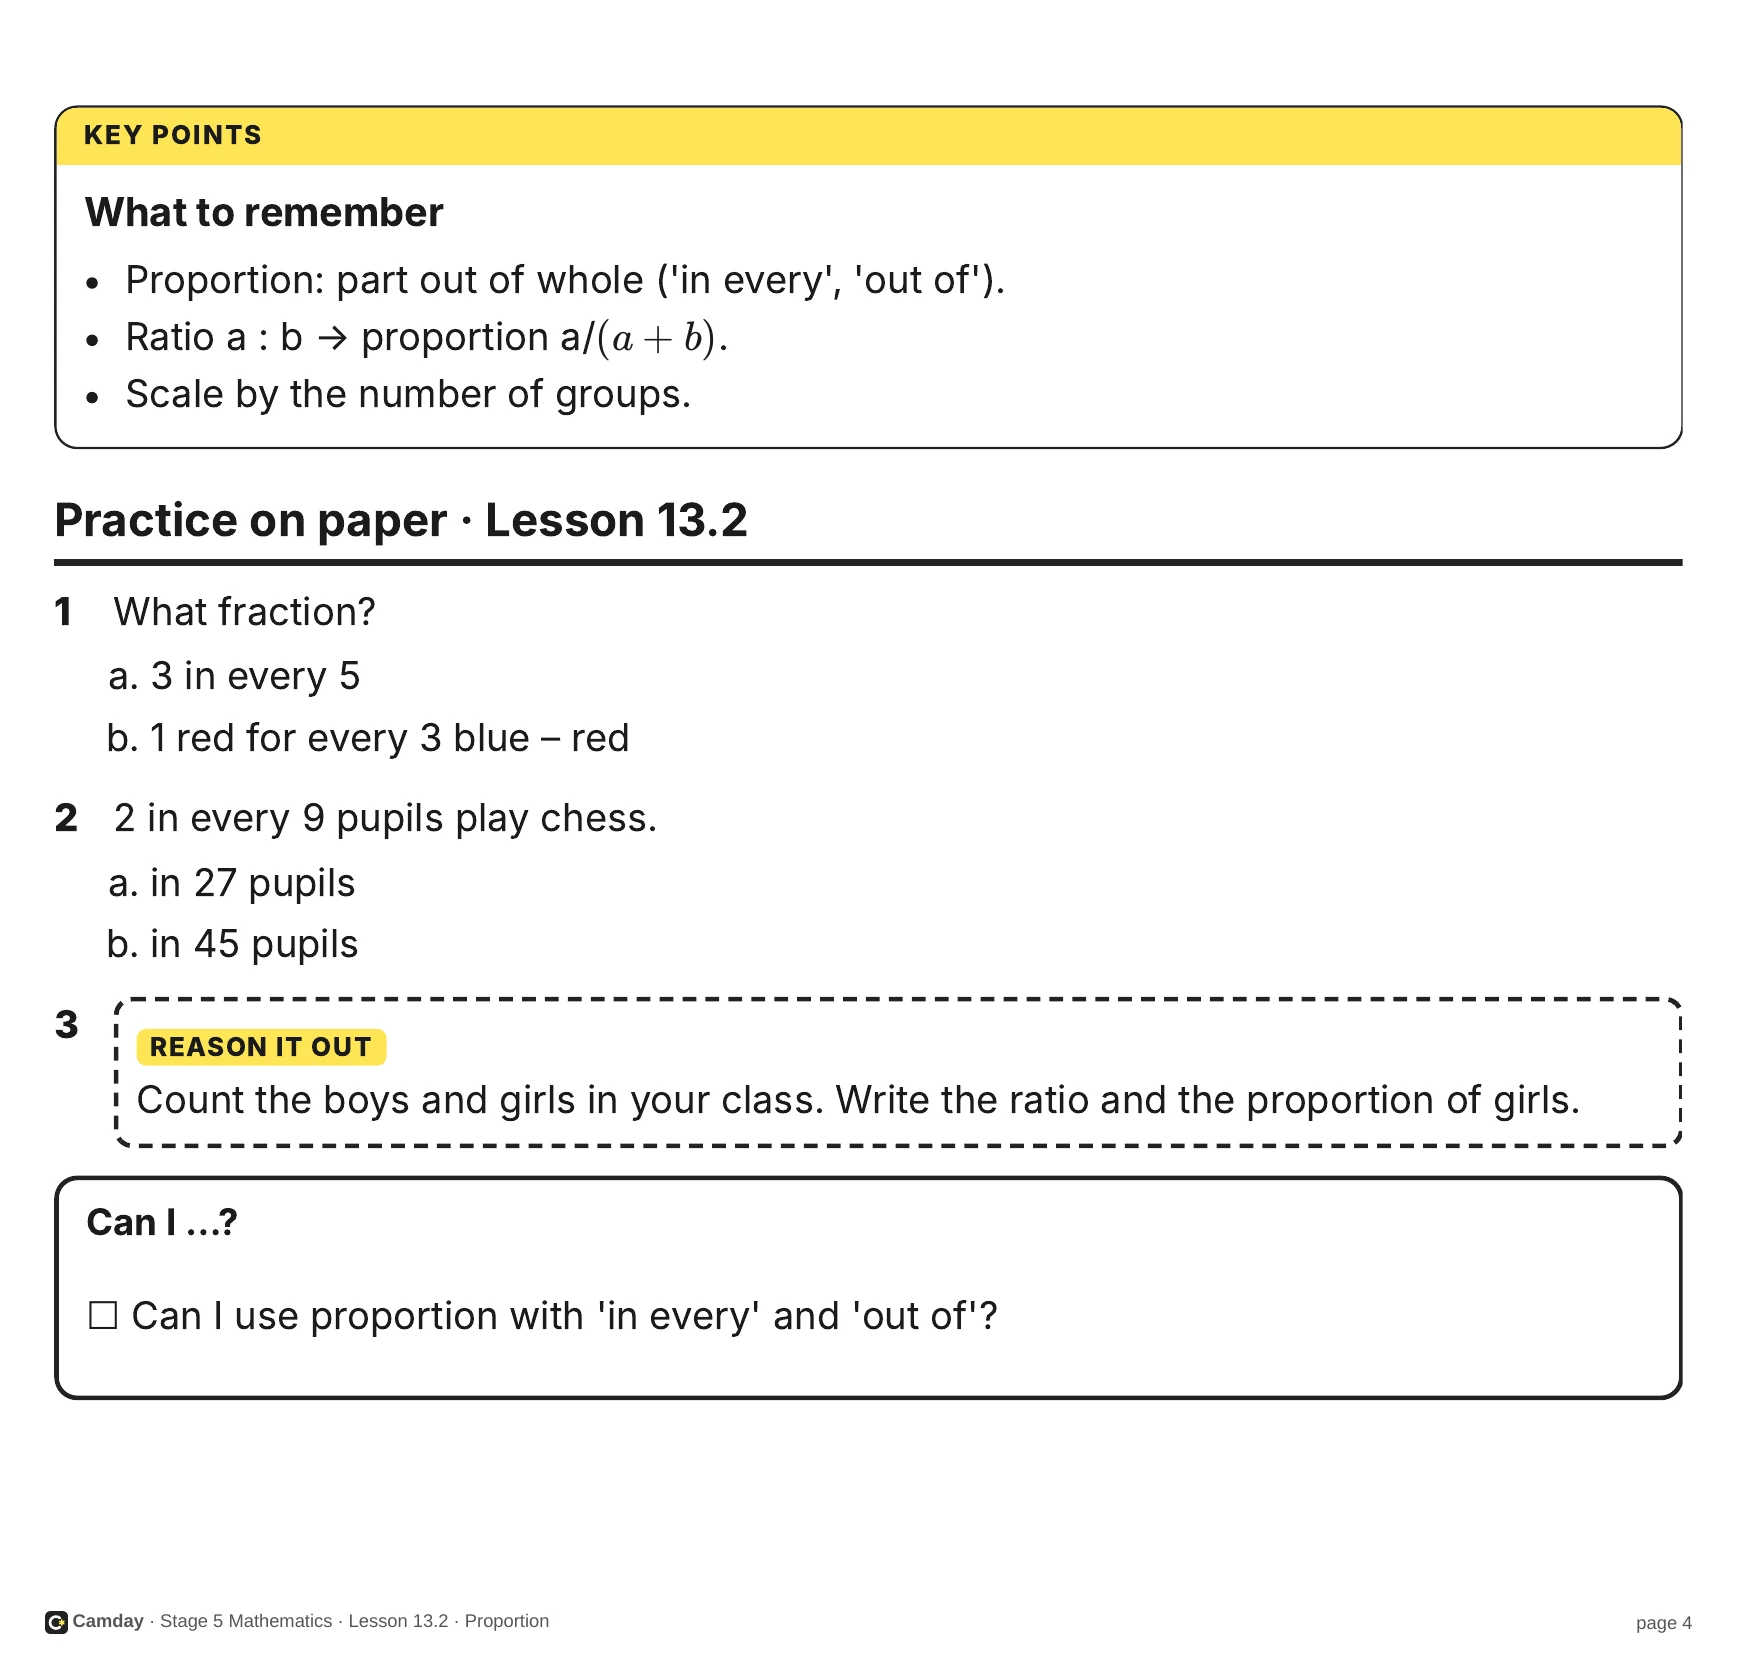 KEY POINTS
What to remember
• Proportion: part out of whole ('in every', 'out of').
• Ratio a : b → proportion a/(a + b).
• Scale by the number of groups.
Practice on paper · Lesson 13.2
1 What fraction?
a. 3 in every 5
b. 1 red for every 3 blue – red
2 2 in every 9 pupils play chess.
a. in 27 pupils
b. in 45 pupils
3
REASON IT OUT
Count the boys and girls in your class. Write the ratio and the proportion of girls.
Can I ...?
☐ Can I use proportion with 'in every' and 'out of'?
Camday · Stage 5 Mathematics · Lesson 13.2 · Proportion
page 4